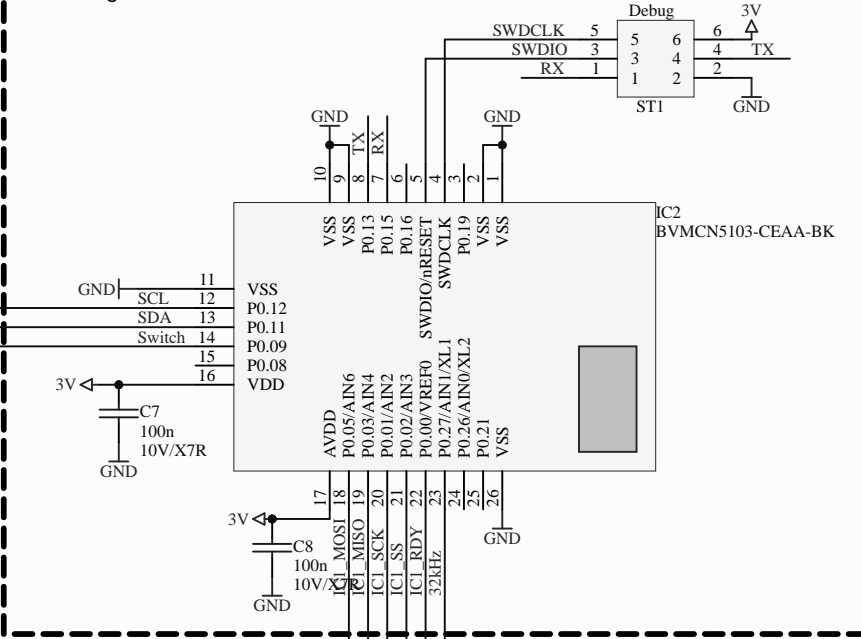 Debug
3V
SWDCLK 5 5 6 6
SWDIO 3 3 4 4 TX
RX 1 1 2 2
ST1
GND
GND
GND
TX
RX
10
9
8
7
6
5
4
3
2
1
VSS
VSS
P0.13
P0.15
P0.16
SWDIO/nRESET
SWDCLK
P0.19
VSS
VSS
IC2
BVMCN5103-CEAA-BK
GND 11 VSS
SCL 12 P0.12
SDA 13 P0.11
Switch 14 P0.09
15 P0.08
3V 16 VDD
C7
100n
10V/X7R
GND
AVDD
P0.05/AIN6
P0.03/AIN4
P0.01/AIN2
P0.02/AIN3
P0.00/VREF0
P0.27/AIN1/XL1
P0.26/AIN0/XL2
P0.21
VSS
17
18
19
20
21
22
23
24
25
26
3V
C8
100n
10V/X7R
GND
IC1_MOSI
IC1_MISO
IC1_SCK
IC1_SS
IC1_RDY
32kHz
GND